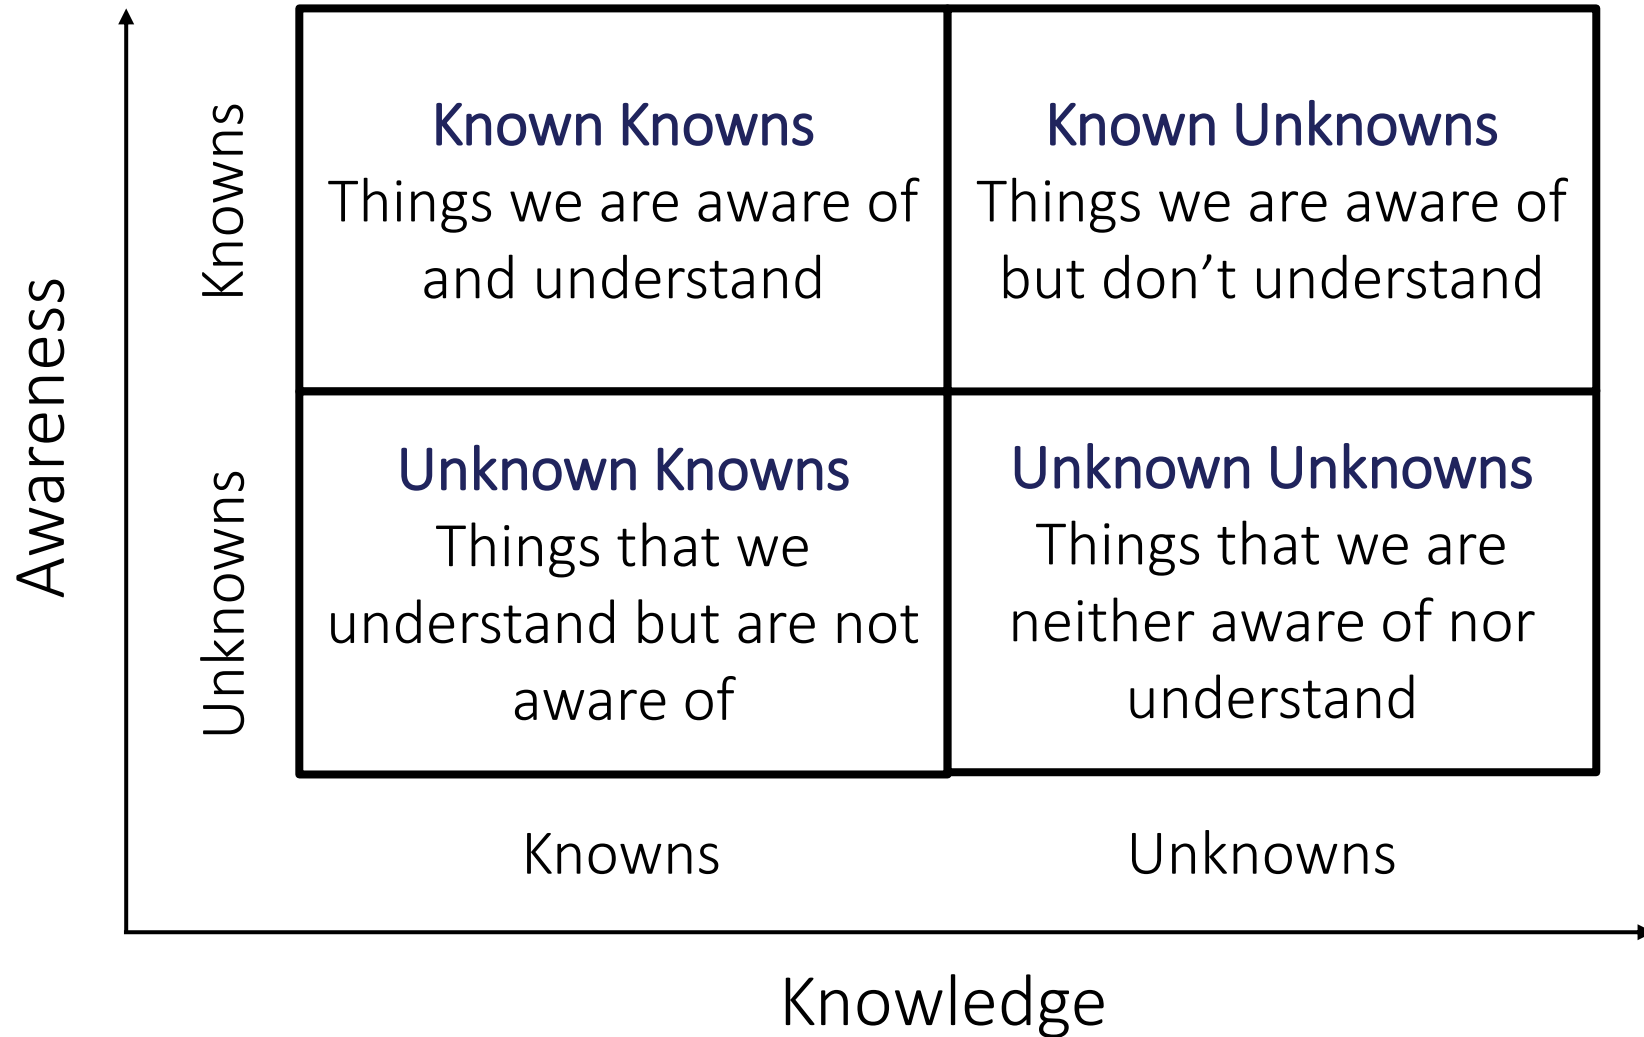 Awareness
Knowns
Known Knowns
Things we are aware of
and understand
Known Unknowns
Things we are aware of
but don’t understand
Unknowns
Unknown Knowns
Things that we
understand but are not
aware of
Unknown Unknowns
Things that we are
neither aware of nor
understand
Knowns
Unknowns
Knowledge